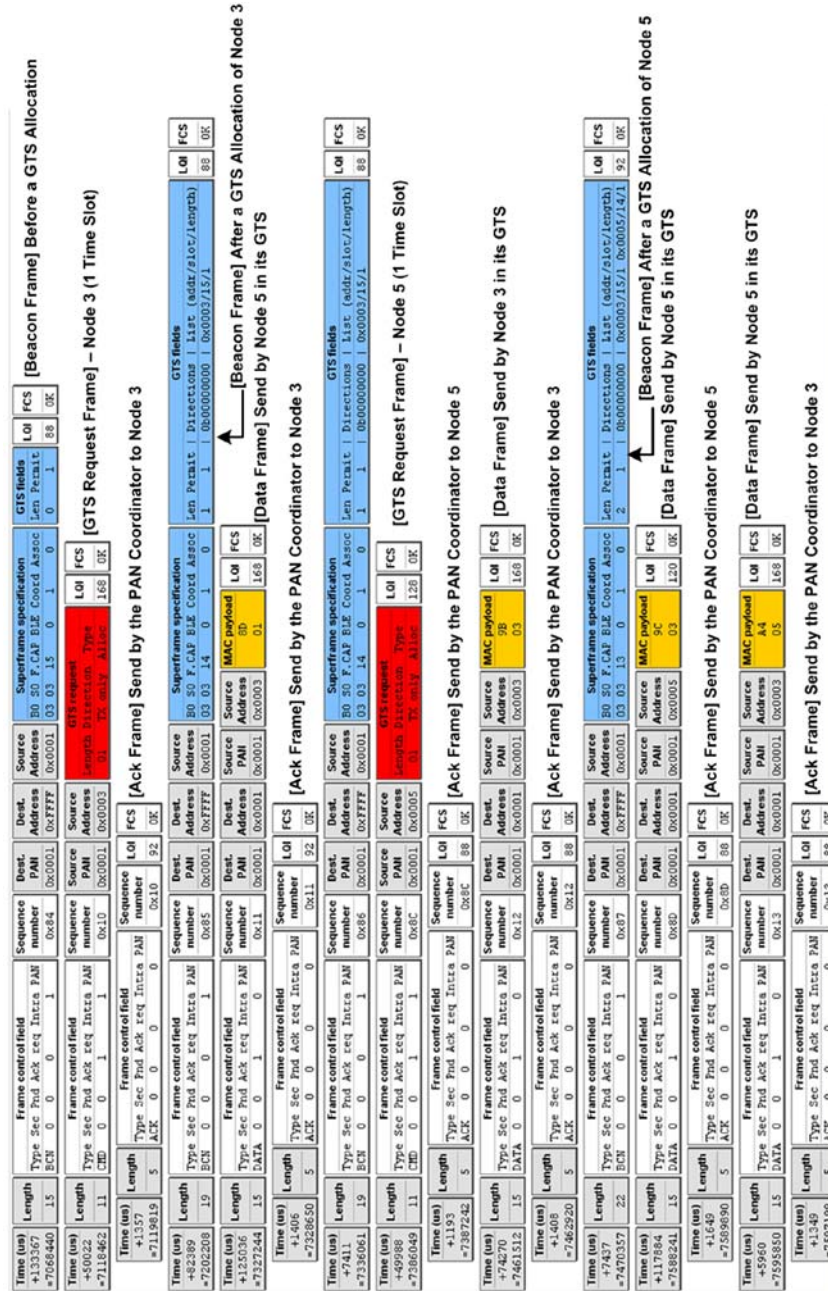 Time (us) Length Frame control field Sequence number Dest. PAN Dest. Address Source Address Superframe specification GTS fields LQI FCS
+133367 Type Sec Pnd Ack req Intra PAN BO SO F.CAP BLE Coord Assoc Len Permit
=7068440 15 BCN 0 0 0 1 0x84 0x0001 0xFFFF 0x0001 03 03 15 0 1 0 0 1 88 OK
[Beacon Frame] Before a GTS Allocation
Time (us) Length Frame control field Sequence number Source PAN Source Address GTS request LQI FCS
+50022 Type Sec Pnd Ack req Intra PAN Length Direction Type
=7118462 11 CMD 0 0 1 1 0x10 0x0001 0x0003 01 TX only Alloc 168 OK
[GTS Request Frame] – Node 3 (1 Time Slot)
Time (us) Length Frame control field Sequence number LQI FCS
+1357 Type Sec Pnd Ack req Intra PAN
=7119819 5 ACK 0 0 0 0 0x10 92 OK
[Ack Frame] Send by the PAN Coordinator to Node 3
Time (us) Length Frame control field Sequence number Dest. PAN Dest. Address Source Address Superframe specification GTS fields LQI FCS
+82389 Type Sec Pnd Ack req Intra PAN BO SO F.CAP BLE Coord Assoc Len Permit | Directions | List (addr/slot/length)
=7202208 19 BCN 0 0 0 1 0x85 0x0001 0xFFFF 0x0001 03 03 14 0 1 0 1 1 | 0b00000000 | 0x0003/15/1 88 OK
[Beacon Frame] After a GTS Allocation of Node 3
Time (us) Length Frame control field Sequence number Dest. PAN Dest. Address Source PAN Source Address MAC payload LQI FCS
+125036 Type Sec Pnd Ack req Intra PAN 8D
=7327244 15 DATA 0 0 1 0 0x11 0x0001 0x0001 0x0001 0x0003 01 168 OK
[Data Frame] Send by Node 5 in its GTS
Time (us) Length Frame control field Sequence number LQI FCS
+1406 Type Sec Pnd Ack req Intra PAN
=7328650 5 ACK 0 0 0 0 0x11 92 OK
[Ack Frame] Send by the PAN Coordinator to Node 3
Time (us) Length Frame control field Sequence number Dest. PAN Dest. Address Source Address Superframe specification GTS fields LQI FCS
+7411 Type Sec Pnd Ack req Intra PAN BO SO F.CAP BLE Coord Assoc Len Permit | Directions | List (addr/slot/length)
=7336061 19 BCN 0 0 0 1 0x86 0x0001 0xFFFF 0x0001 03 03 14 0 1 0 1 1 | 0b00000000 | 0x0003/15/1 88 OK
Time (us) Length Frame control field Sequence number Source PAN Source Address GTS request LQI FCS
+49988 Type Sec Pnd Ack req Intra PAN Length Direction Type
=7386049 11 CMD 0 0 1 1 0x8C 0x0001 0x0005 01 TX only Alloc 128 OK
[GTS Request Frame] – Node 5 (1 Time Slot)
Time (us) Length Frame control field Sequence number LQI FCS
+1193 Type Sec Pnd Ack req Intra PAN
=7387242 5 ACK 0 0 0 0 0x8C 88 OK
[Ack Frame] Send by the PAN Coordinator to Node 5
Time (us) Length Frame control field Sequence number Dest. PAN Dest. Address Source PAN Source Address MAC payload LQI FCS
+74270 Type Sec Pnd Ack req Intra PAN 9B
=7461512 15 DATA 0 0 1 0 0x12 0x0001 0x0001 0x0001 0x0003 03 168 OK
[Data Frame] Send by Node 3 in its GTS
Time (us) Length Frame control field Sequence number LQI FCS
+1408 Type Sec Pnd Ack req Intra PAN
=7462920 5 ACK 0 0 0 0 0x12 88 OK
[Ack Frame] Send by the PAN Coordinator to Node 3
Time (us) Length Frame control field Sequence number Dest. PAN Dest. Address Source Address Superframe specification GTS fields LQI FCS
+7437 Type Sec Pnd Ack req Intra PAN BO SO F.CAP BLE Coord Assoc Len Permit | Directions | List (addr/slot/length)
=7470357 22 BCN 0 0 0 1 0x87 0x0001 0xFFFF 0x0001 03 03 13 0 1 0 2 1 | 0b00000000 | 0x0003/15/1 0x0005/14/1 92 OK
[Beacon Frame] After a GTS Allocation of Node 5
Time (us) Length Frame control field Sequence number Dest. PAN Dest. Address Source PAN Source Address MAC payload LQI FCS
+117884 Type Sec Pnd Ack req Intra PAN 9C
=7588241 15 DATA 0 0 1 0 0x8D 0x0001 0x0001 0x0001 0x0005 03 120 OK
[Data Frame] Send by Node 5 in its GTS
Time (us) Length Frame control field Sequence number LQI FCS
+1649 Type Sec Pnd Ack req Intra PAN
=7589890 5 ACK 0 0 0 0 0x8D 88 OK
[Ack Frame] Send by the PAN Coordinator to Node 5
Time (us) Length Frame control field Sequence number Dest. PAN Dest. Address Source PAN Source Address MAC payload LQI FCS
+5960 Type Sec Pnd Ack req Intra PAN A4
=7595850 15 DATA 0 0 1 0 0x13 0x0001 0x0001 0x0001 0x0003 05 168 OK
[Data Frame] Send by Node 5 in its GTS
Time (us) Length Frame control field Sequence number LQI FCS
+1349 Type Sec Pnd Ack req Intra PAN
[Ack Frame] Send by the PAN Coordinator to Node 3